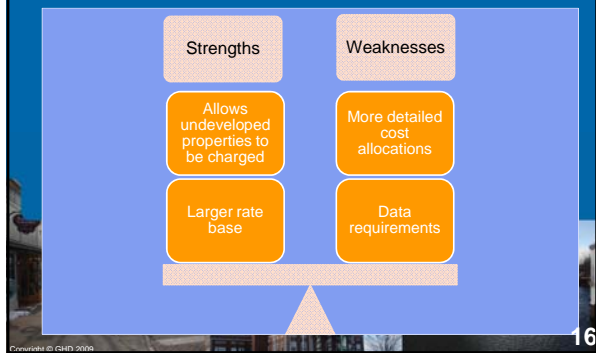 Strengths
Weaknesses
Allows
undeveloped
properties to
be charged
More detailed
cost
allocations
Larger rate
base
Data
requirements
Copyright © GHD 2009
16